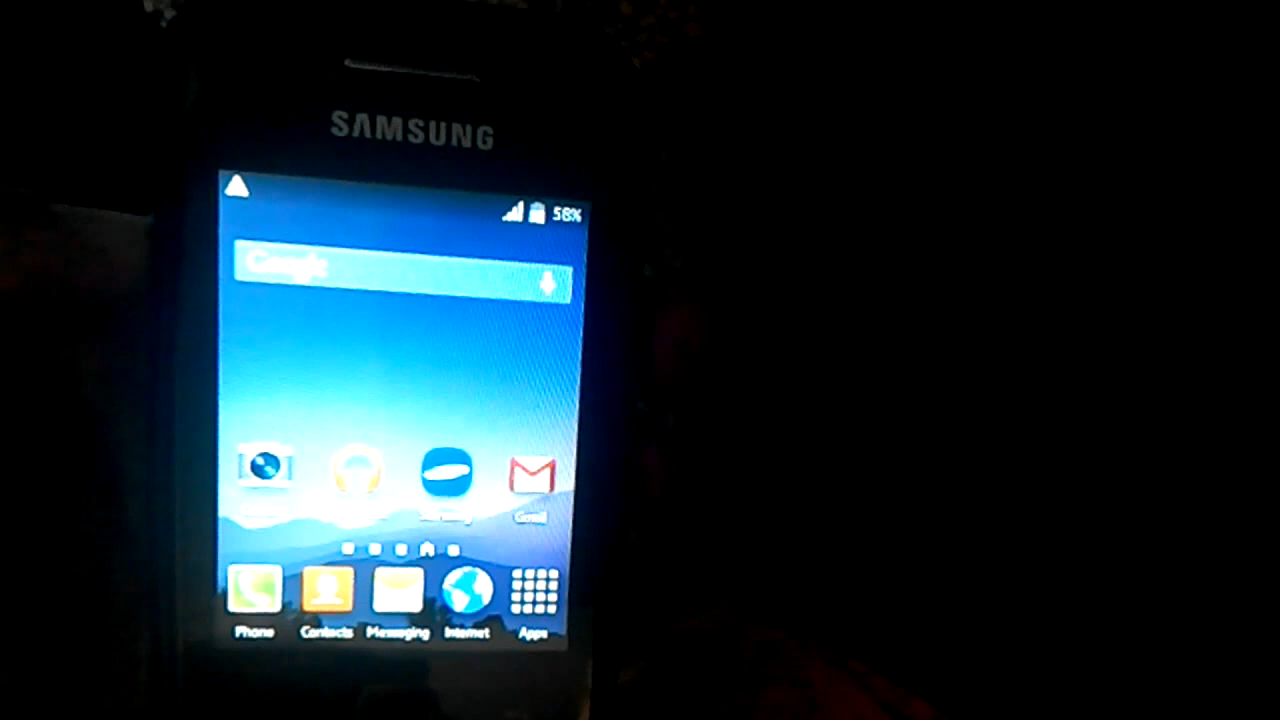 SAMSUNG
58%
Google
Gmail
Phone
Contacts
Messaging
Internet
Apps